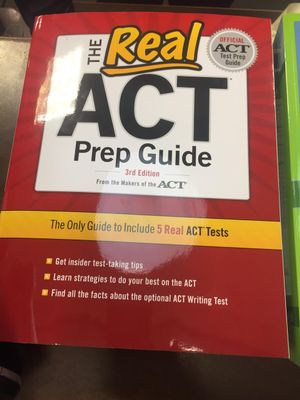 THE Real
OFFICIAL
ACT
Test Prep
Guide
ACT
Prep Guide
3rd Edition
From the Makers of the ACT
The Only Guide to Include 5 Real ACT Tests
Get insider test-taking tips
Learn strategies to do your best on the ACT
Find all the facts about the optional ACT Writing Test